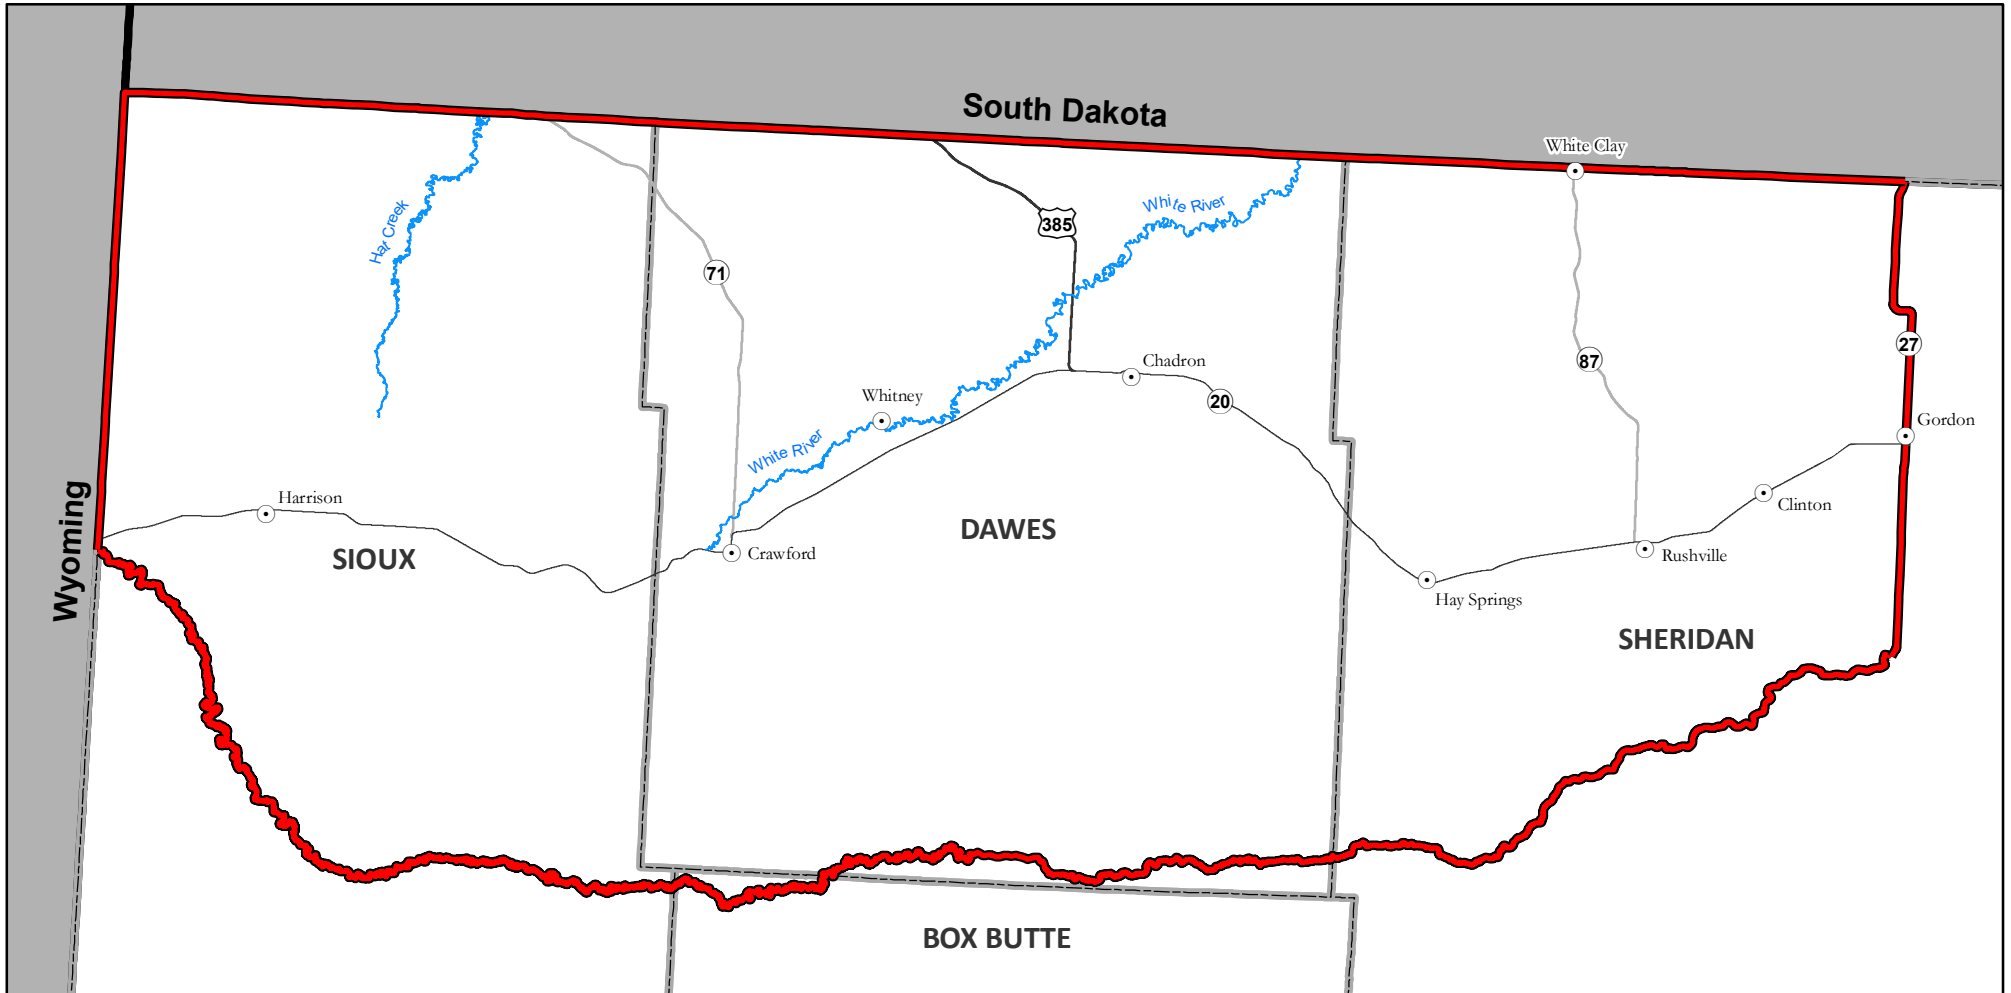 South Dakota
White Clay
White River
Hat Creek
385
71
27
Chadron
87
Whitney
20
Gordon
White River
Harrison
Wyoming
Clinton
DAWES
SIOUX
Crawford
Rushville
Hay Springs
SHERIDAN
BOX BUTTE